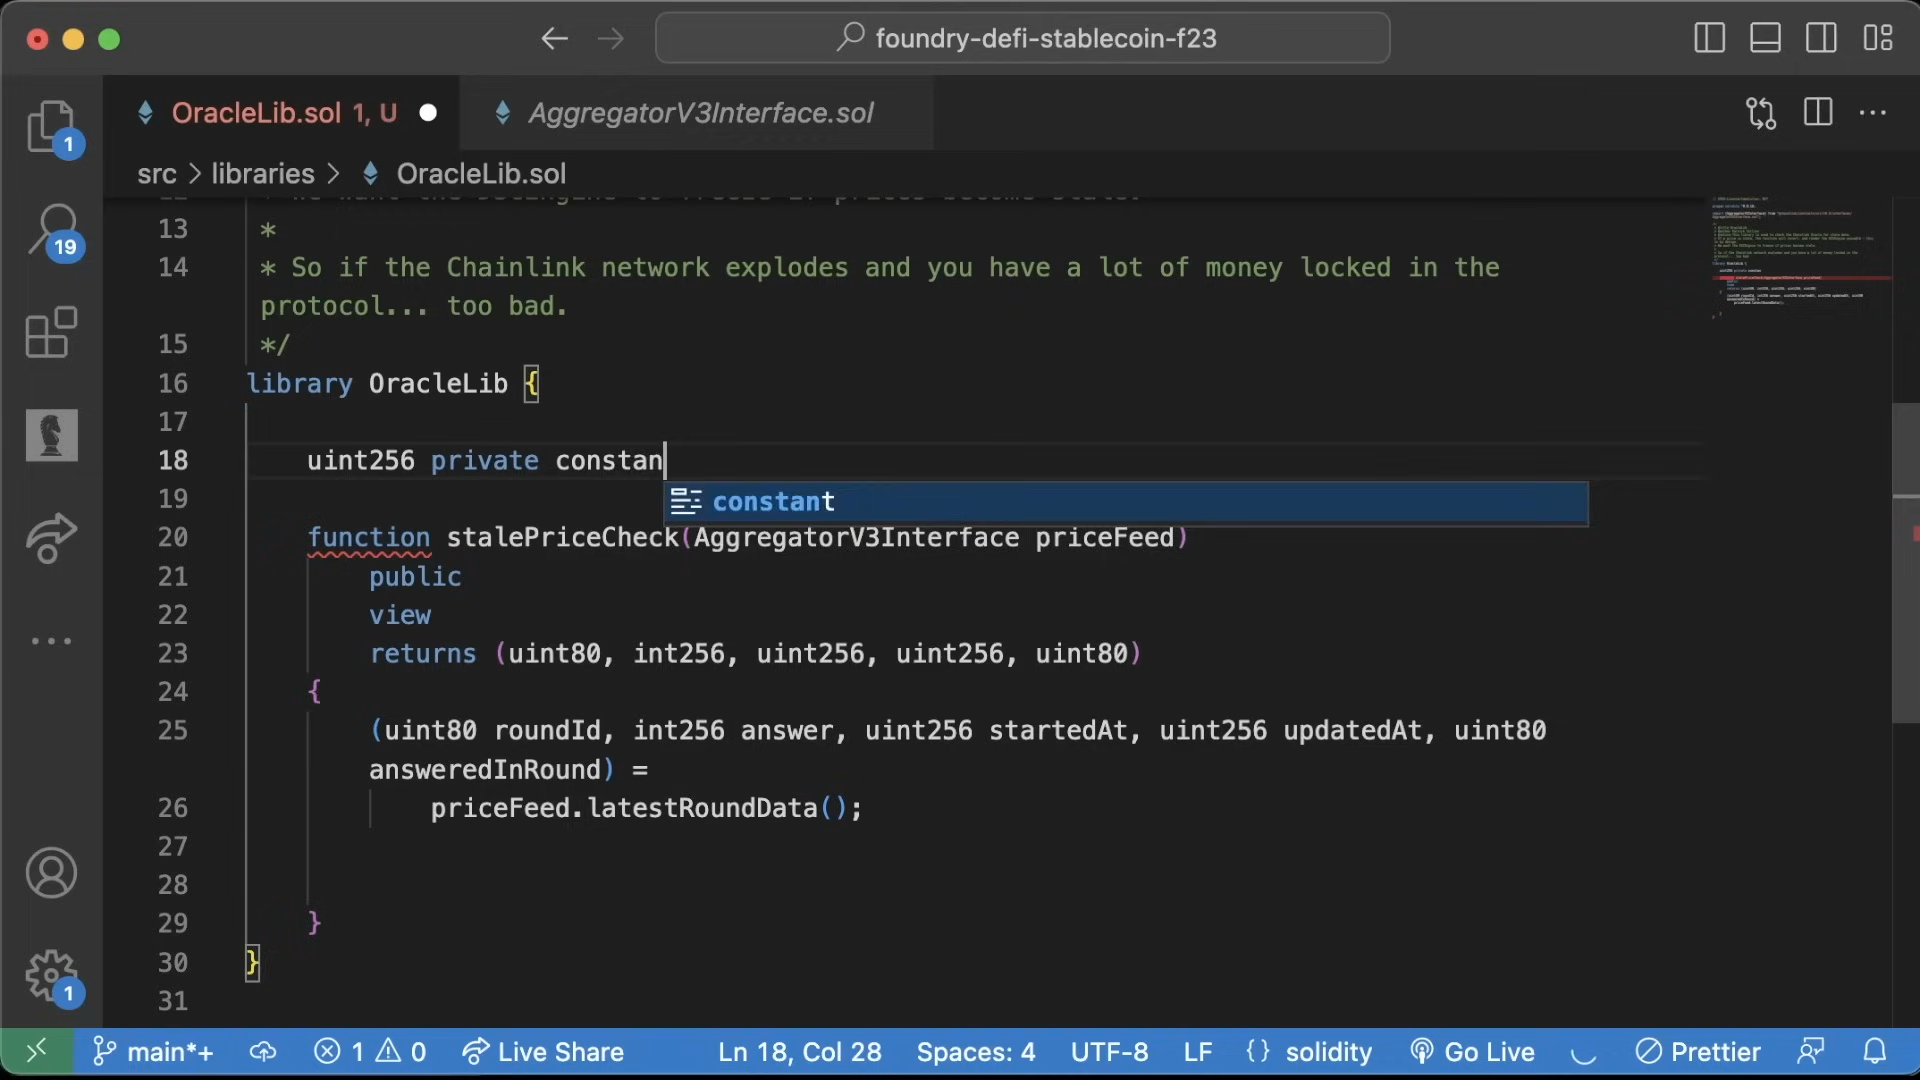 foundry-defi-stablecoin-f23
OracleLib.sol 1, U
AggregatorV3Interface.sol
1
src > libraries > OracleLib.sol
19
13 *
14 * So if the Chainlink network explodes and you have a lot of money locked in the
protocol... too bad.
15 */
16 library OracleLib {
17
18 uint256 private constan
constant
19
20 function stalePriceCheck(AggregatorV3Interface priceFeed)
21 public
22 view
23 returns (uint80, int256, uint256, uint256, uint80)
24 {
25 (uint80 roundId, int256 answer, uint256 startedAt, uint256 updatedAt, uint80
answeredInRound) =
26 priceFeed.latestRoundData();
27
28
29 }
30 }
31
1
main*+ 1 0 Live Share Ln 18, Col 28 Spaces: 4 UTF-8 LF {} solidity Go Live Prettier